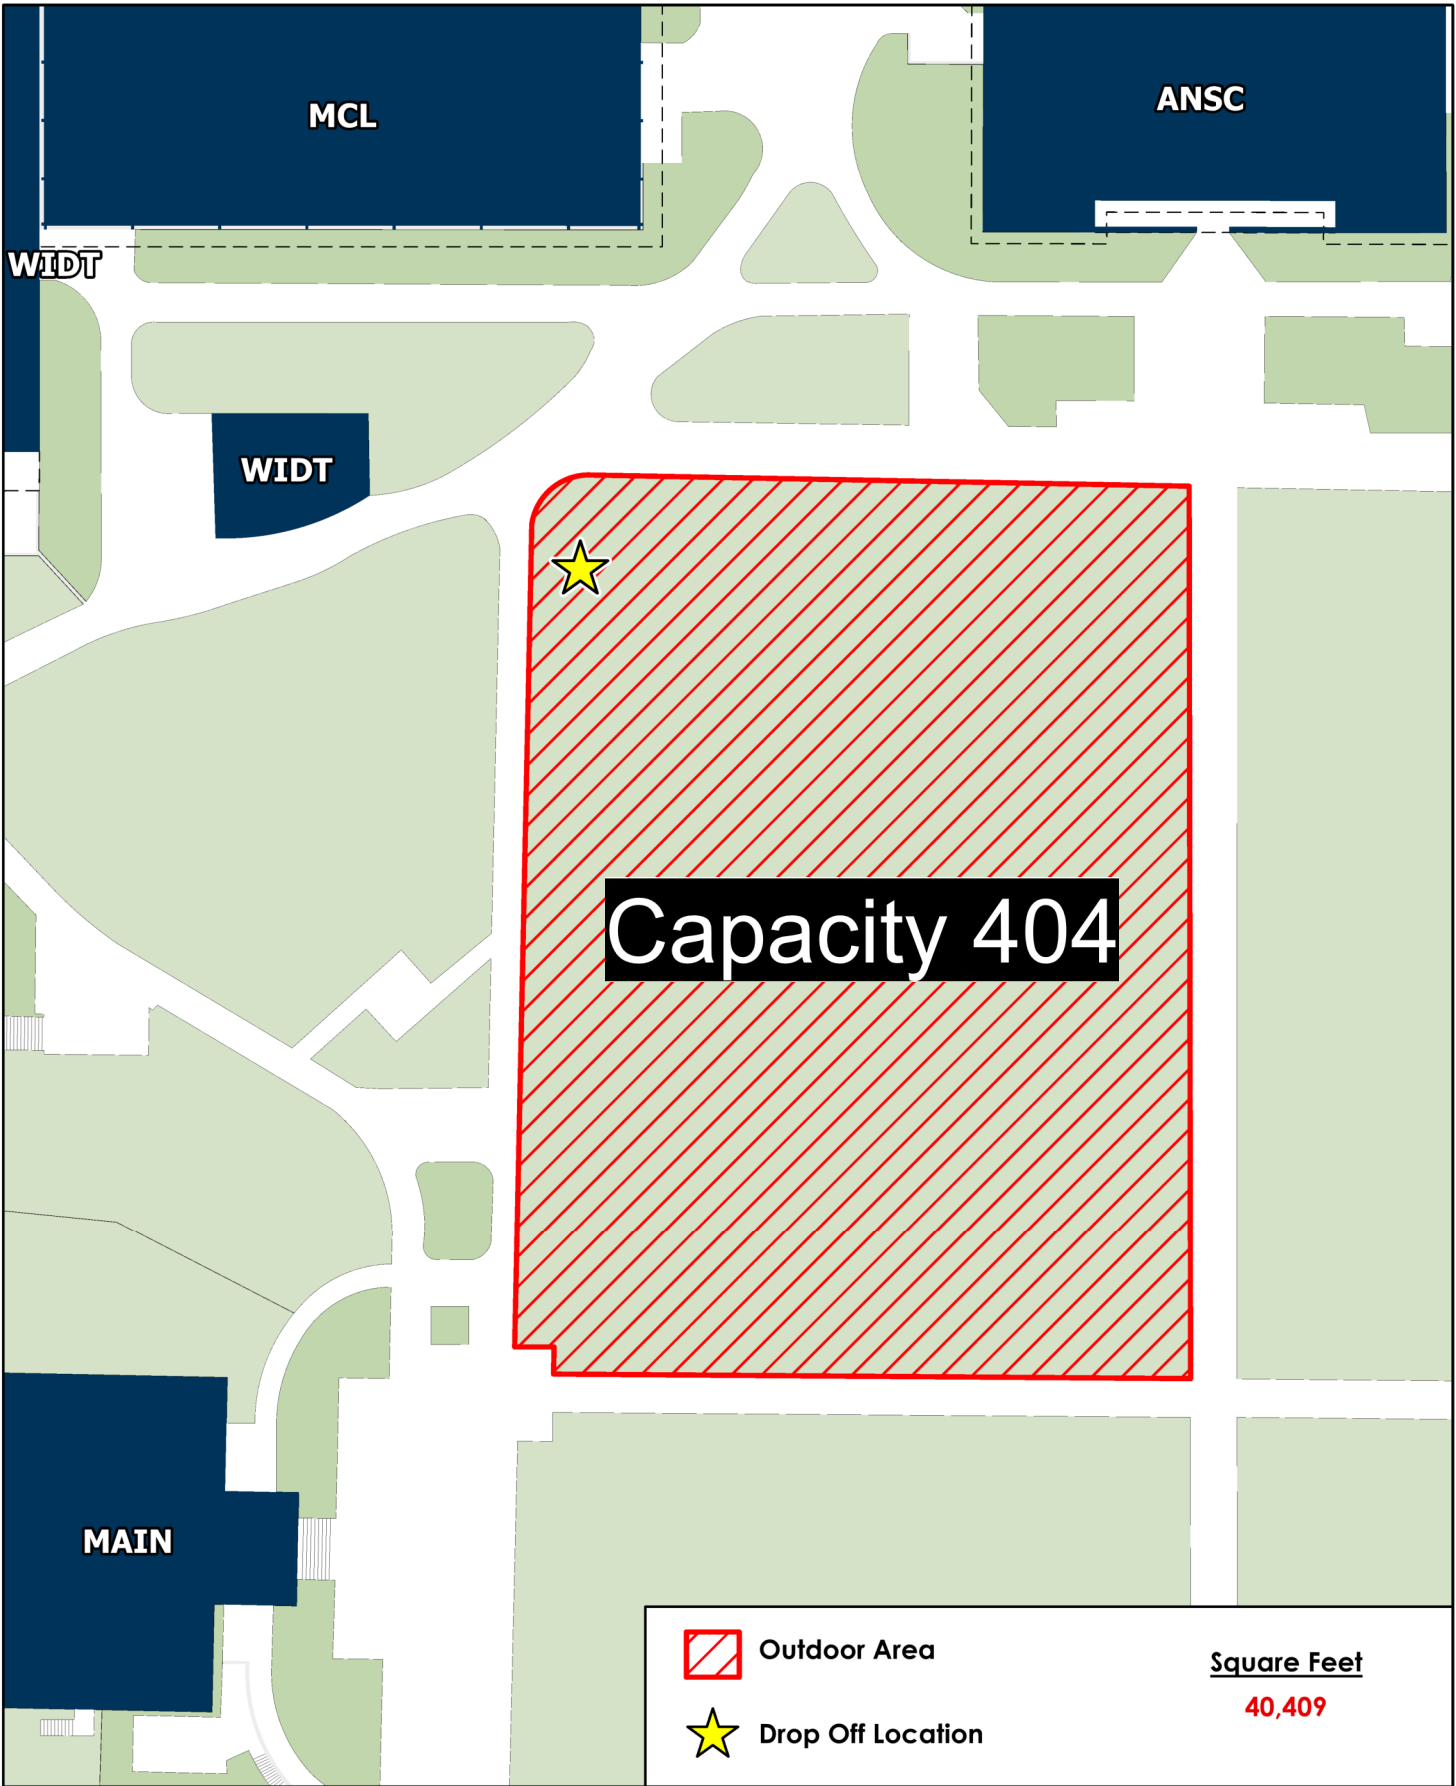 MCL
ANSC
WIDT
WIDT
Capacity 404
MAIN
Outdoor Area
Square Feet
40,409
Drop Off Location